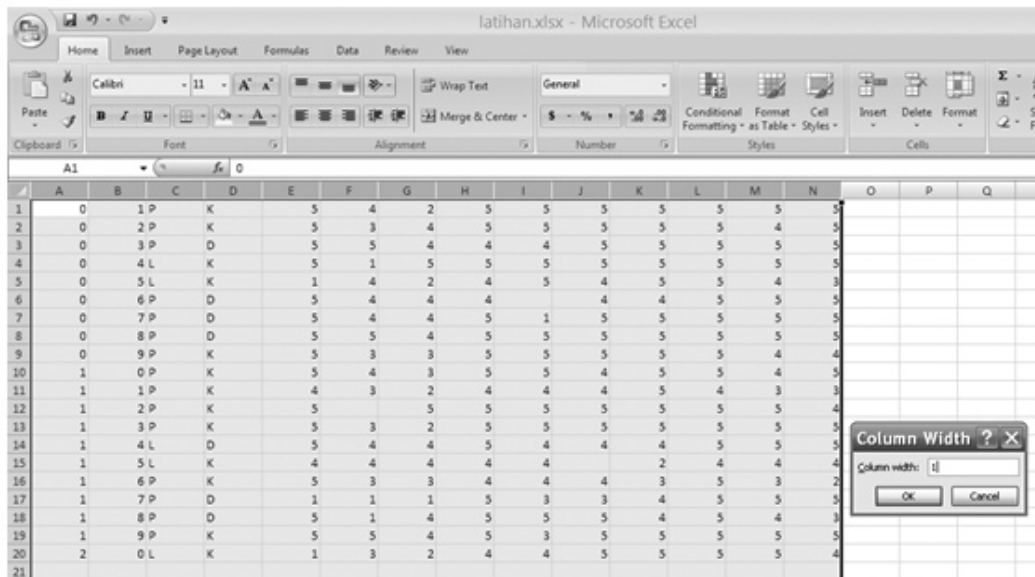 latihan.xlsx - Microsoft Excel
Home Insert Page Layout Formulas Data Review View
Calibri 11 A A Wrap Text General Σ
Paste B I U A Merge & Center $ % , Conditional Formatting Format as Table Cell Styles Insert Delete Format
Clipboard Font Alignment Number Styles Cells
A1 fx 0
A B C D E F G H I J K L M N O P Q
1 0 1 P K 5 4 2 5 5 5 5 5 5 5
2 0 2 P K 5 3 4 5 5 5 5 5 4 5
3 0 3 P D 5 5 4 4 4 5 5 5 5 5
4 0 4 L K 5 1 5 5 5 5 5 5 5 5
5 0 5 L K 1 4 2 4 5 4 5 5 4 3
6 0 6 P D 5 4 4 4 4 4 5 5 5
7 0 7 P D 5 4 4 5 1 5 5 5 5 5
8 0 8 P D 5 5 4 5 5 5 5 5 5 5
9 0 9 P K 5 3 3 5 5 5 5 5 4 4
10 1 0 P K 5 4 3 5 5 4 5 5 4 5
11 1 1 P K 4 3 2 4 4 4 5 4 3 3
12 1 2 P K 5 5 5 5 5 5 5 5 4
13 1 3 P K 5 3 2 5 5 5 5 5 5 5
14 1 4 L D 5 4 4 5 4 4 4 5 5 5
15 1 5 L K 4 4 4 4 4 2 4 4 4
16 1 6 P K 5 3 3 4 4 4 3 5 3 2
17 1 7 P D 1 1 1 5 3 3 4 5 5 5
18 1 8 P D 5 1 4 5 5 5 4 5 4 3
19 1 9 P K 5 5 4 5 3 5 5 5 5 5
20 2 0 L K 1 3 2 4 4 5 5 5 5 4
21
Column Width ? X
Column width: 1
OK Cancel